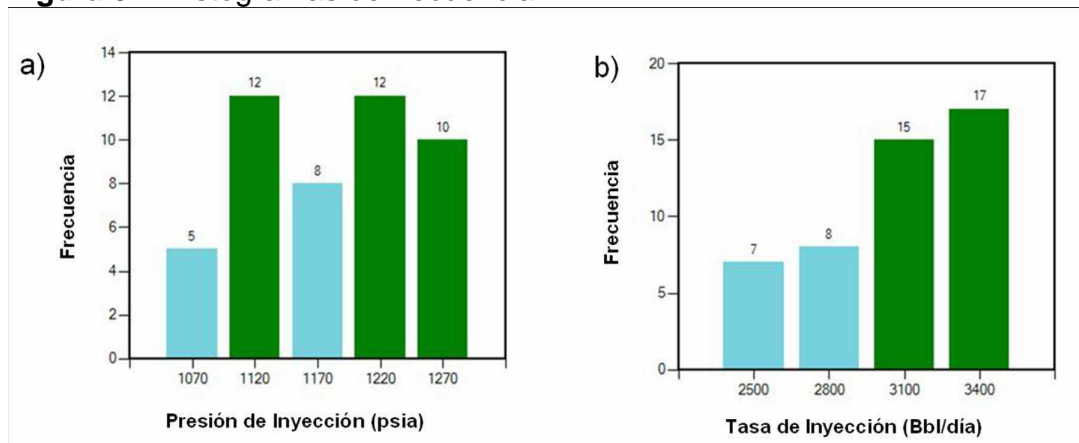 a)
14
12
10
8
6
4
2
0
Frecuencia
5
12
8
12
10
1070 1120 1170 1220 1270
Presión de Inyección (psia)
b)
20
15
10
5
0
Frecuencia
7
8
15
17
2500 2800 3100 3400
Tasa de Inyección (Bbl/día)